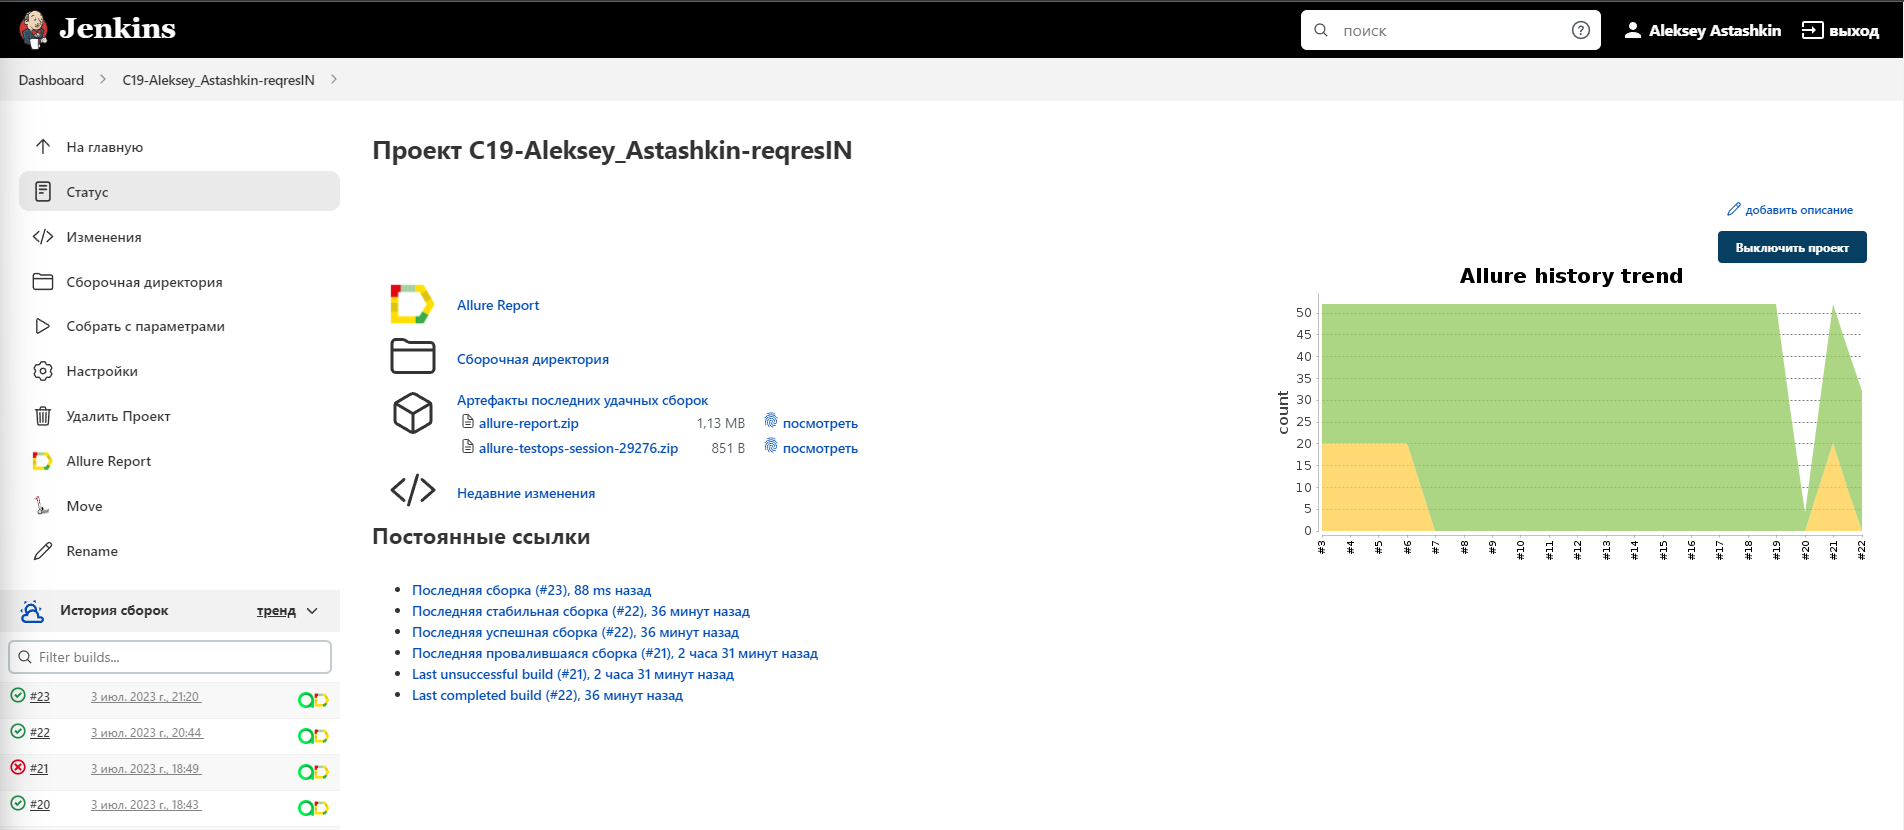 Jenkins
поиск
Aleksey Astashkin
выход
Dashboard
C19-Aleksey_Astashkin-reqresIN
На главную
Статус
Изменения
Сборочная директория
Собрать с параметрами
Настройки
Удалить Проект
Allure Report
Move
Rename
История сборок
тренд
Filter builds...
#23 3 июл. 2023 г., 21:20
#22 3 июл. 2023 г., 20:44
#21 3 июл. 2023 г., 18:49
#20 3 июл. 2023 г., 18:43
Проект C19-Aleksey_Astashkin-reqresIN
добавить описание
Выключить проект
Allure Report
Сборочная директория
Артефакты последних удачных сборок
allure-report.zip 1,13 MB посмотреть
allure-testops-session-29276.zip 851 B посмотреть
Недавние изменения
Постоянные ссылки
Последняя сборка (#23), 88 ms назад
Последняя стабильная сборка (#22), 36 минут назад
Последняя успешная сборка (#22), 36 минут назад
Последняя провалившаяся сборка (#21), 2 часа 31 минут назад
Last unsuccessful build (#21), 2 часа 31 минут назад
Last completed build (#22), 36 минут назад
Allure history trend
count
50
45
40
35
30
25
20
15
10
5
0
#3 #4 #5 #6 #7 #8 #9 #10 #11 #12 #13 #14 #15 #16 #17 #18 #19 #20 #21 #22